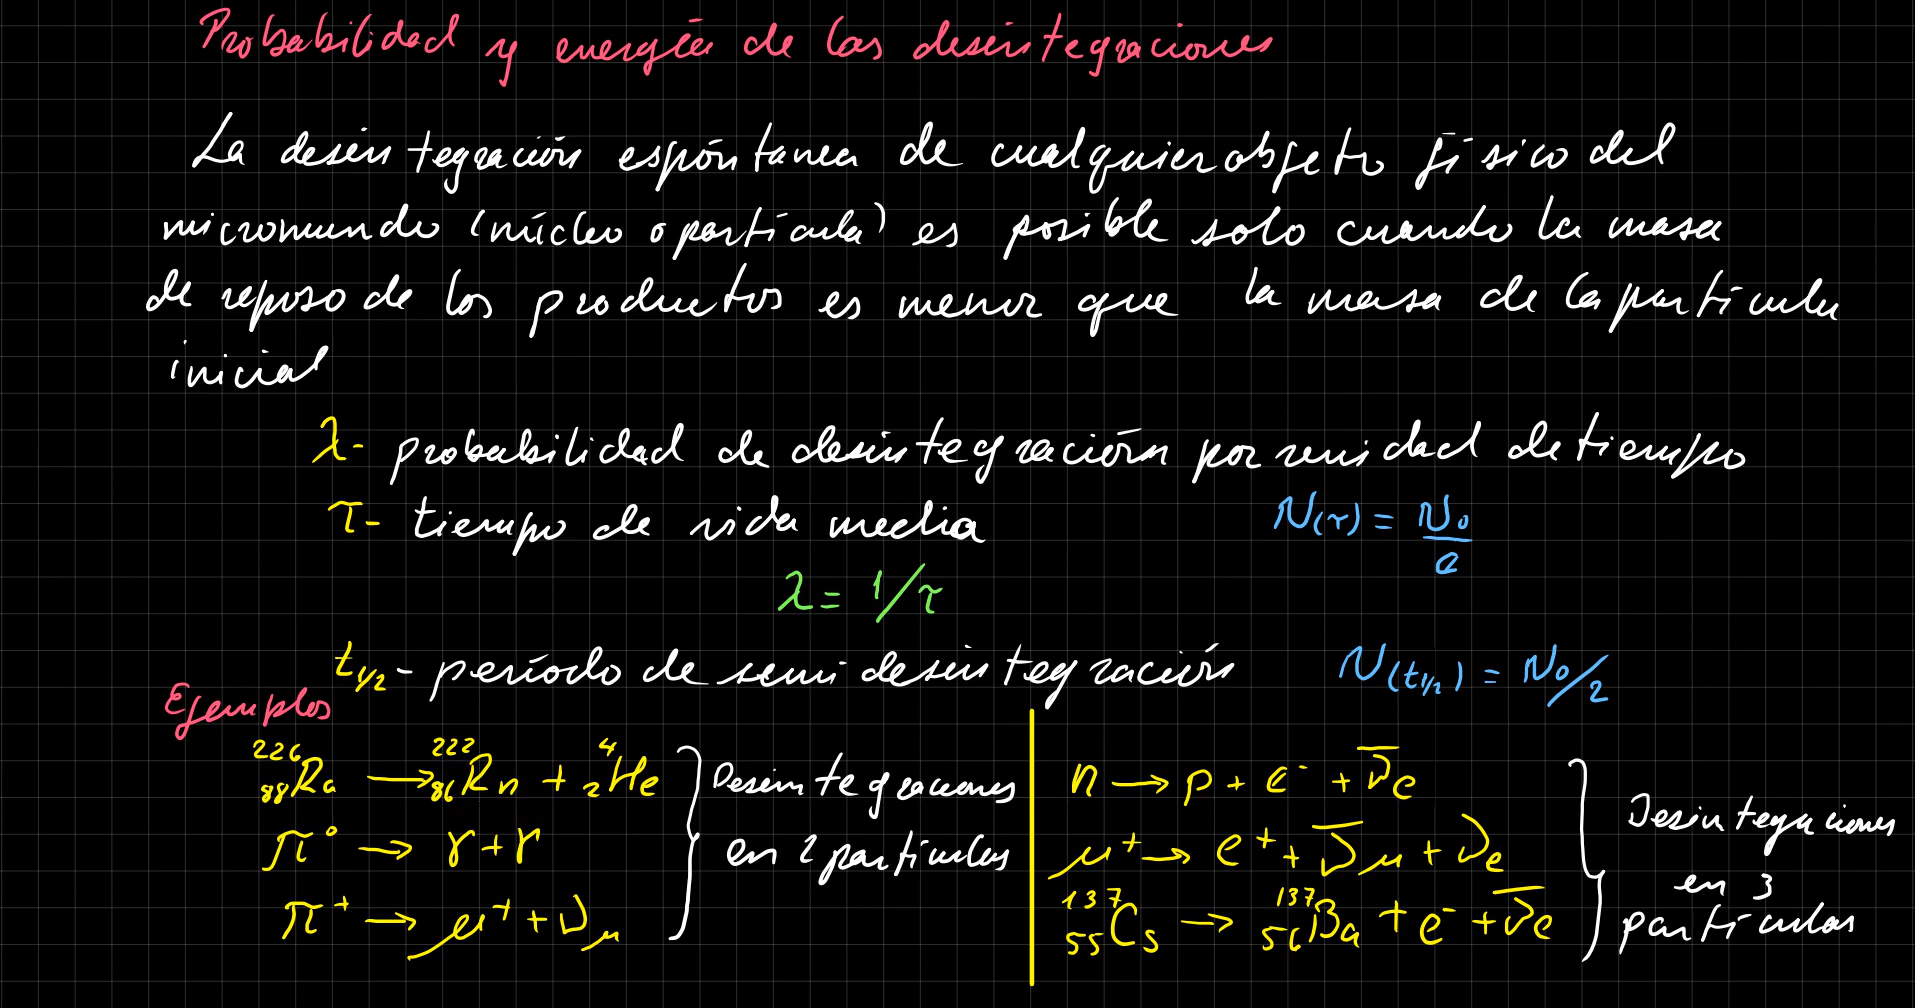 Probabilidad y energía de las desintegraciones
La desintegración espontanea de cualquier objeto físico del
micromundo (núcleo o partícula) es posible solo cuando la masa
de reposo de los productos es menor que la masa de la partícula
inicial
λ - probabilidad de desintegración por unidad de tiempo
τ - tiempo de vida media N(τ) = N₀/e
λ = 1/τ
t₁/₂ - período de semi desintegración N(t₁/₂) = N₀/2
Ejemplos
²²⁶₈₈Ra → ²²²₈₆Rn + ⁴₂He
π⁰ → γ + γ
π⁺ → μ⁺ + ν_μ
Desintegraciones
en 2 partículas
n → p + e⁻ + ν̅e
μ⁺ → e⁺ + ν̅μ + νe
¹³⁷₅₅Cs → ¹³⁷₅₆Ba + e⁻ + ν̅e
Desintegraciones
en 3
partículas